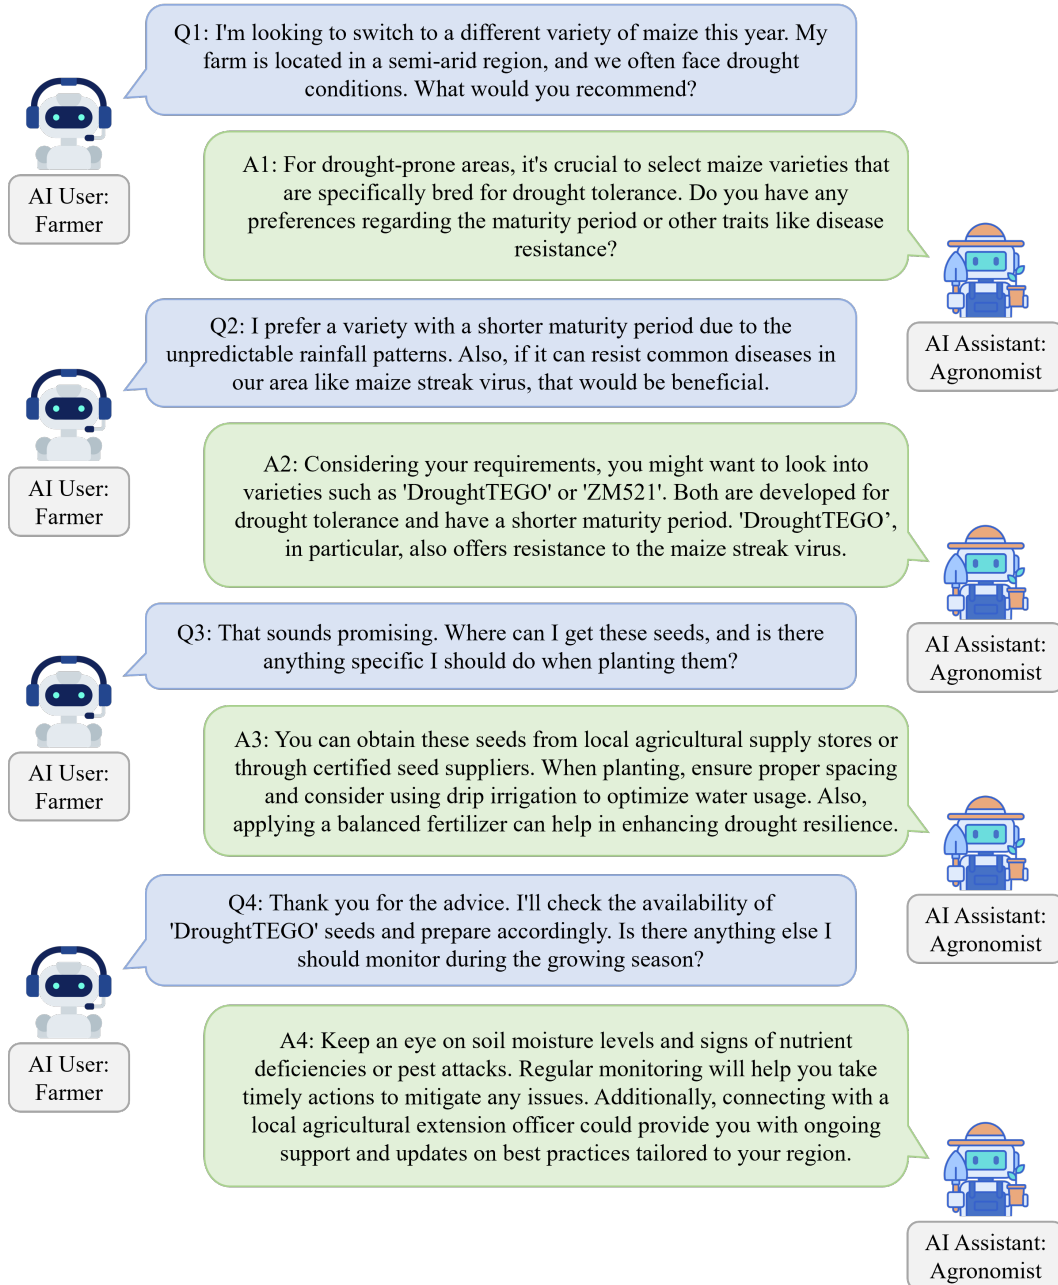 Q1: I'm looking to switch to a different variety of maize this year. My
farm is located in a semi-arid region, and we often face drought
conditions. What would you recommend?
AI User:
Farmer
A1: For drought-prone areas, it's crucial to select maize varieties that
are specifically bred for drought tolerance. Do you have any
preferences regarding the maturity period or other traits like disease
resistance?
AI Assistant:
Agronomist
Q2: I prefer a variety with a shorter maturity period due to the
unpredictable rainfall patterns. Also, if it can resist common diseases in
our area like maize streak virus, that would be beneficial.
AI User:
Farmer
A2: Considering your requirements, you might want to look into
varieties such as 'DroughtTEGO' or 'ZM521'. Both are developed for
drought tolerance and have a shorter maturity period. 'DroughtTEGO’,
in particular, also offers resistance to the maize streak virus.
AI Assistant:
Agronomist
Q3: That sounds promising. Where can I get these seeds, and is there
anything specific I should do when planting them?
AI User:
Farmer
A3: You can obtain these seeds from local agricultural supply stores or
through certified seed suppliers. When planting, ensure proper spacing
and consider using drip irrigation to optimize water usage. Also,
applying a balanced fertilizer can help in enhancing drought resilience.
AI Assistant:
Agronomist
Q4: Thank you for the advice. I'll check the availability of
'DroughtTEGO' seeds and prepare accordingly. Is there anything else I
should monitor during the growing season?
AI User:
Farmer
A4: Keep an eye on soil moisture levels and signs of nutrient
deficiencies or pest attacks. Regular monitoring will help you take
timely actions to mitigate any issues. Additionally, connecting with a
local agricultural extension officer could provide you with ongoing
support and updates on best practices tailored to your region.
AI Assistant:
Agronomist